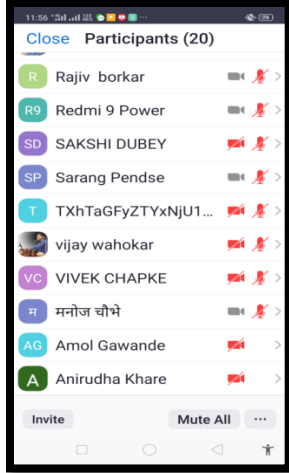 11:56
79
Close Participants (20)
R Rajiv borkar
R9 Redmi 9 Power
SD SAKSHI DUBEY
SP Sarang Pendse
T TXhTaGFyZTYxNjU1...
vijay wahokar
VC VIVEK CHAPKE
म मनोज चौभे
AG Amol Gawande
A Anirudha Khare
Invite Mute All ...